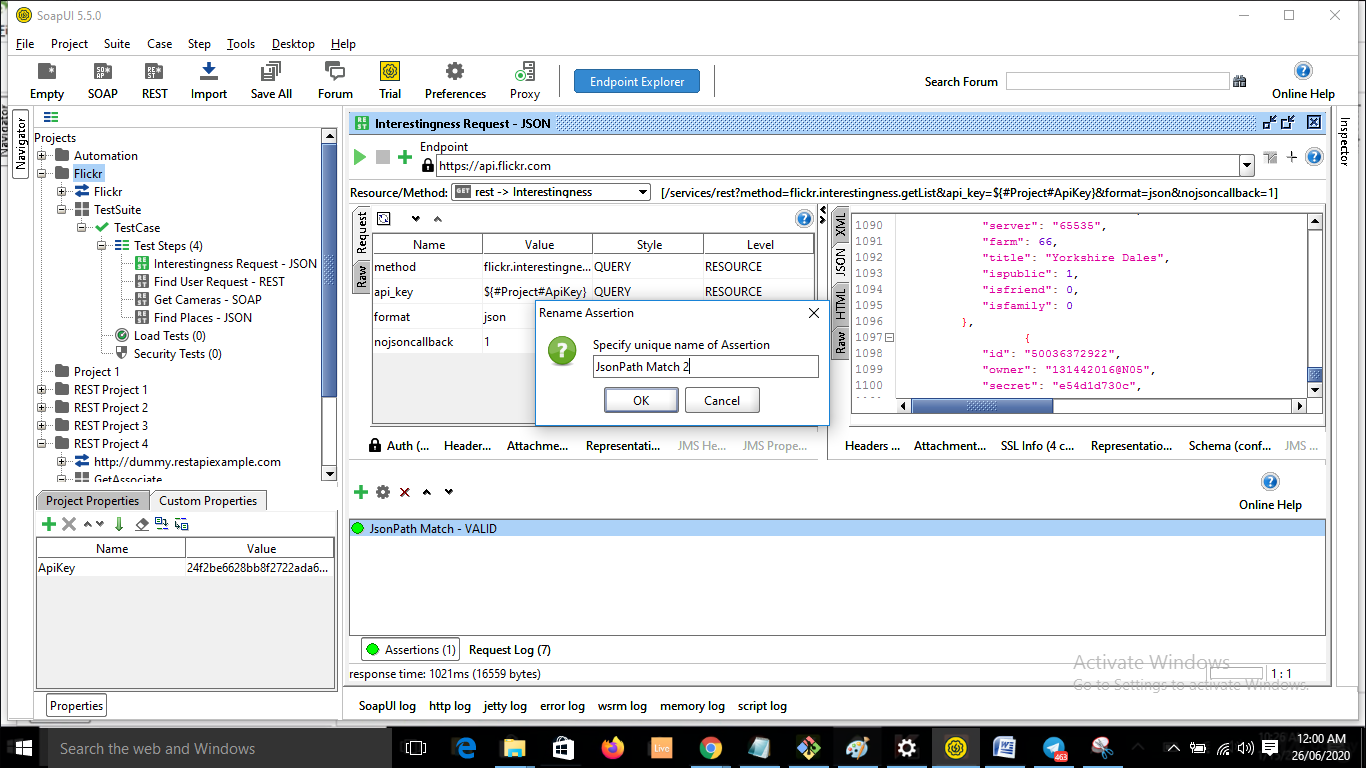 SoapUI 5.5.0
File Project Suite Case Step Tools Desktop Help
Empty SOAP REST Import Save All Forum Trial Preferences Proxy Endpoint Explorer Search Forum Online Help
Navigator
Projects
Automation
Flickr
Flickr
TestSuite
TestCase
Test Steps (4)
Interestingness Request - JSON
Find User Request - REST
Get Cameras - SOAP
Find Places - JSON
Load Tests (0)
Security Tests (0)
Project 1
REST Project 1
REST Project 2
REST Project 3
REST Project 4
http://dummy.restapiexample.com
GetAssociate
Project Properties Custom Properties
Name Value
ApiKey 24f2be6628bb8f2722ada6...
Properties
Interestingness Request - JSON
Endpoint
https://api.flickr.com
Resource/Method: GET rest -> Interestingness [/services/rest?method=flickr.interestingness.getList&api_key=${#Project#ApiKey}&format=json&nojsoncallback=1]
Request
Raw
Name Value Style Level
method flickr.interestingne... QUERY RESOURCE
api_key ${#Project#ApiKey} QUERY RESOURCE
format json
nojsoncallback 1
Rename Assertion
Specify unique name of Assertion
JsonPath Match 2
OK Cancel
XML
JSON
HTML
Raw
1090 "server": "65535",
1091 "farm": 66,
1092 "title": "Yorkshire Dales",
1093 "ispublic": 1,
1094 "isfriend": 0,
1095 "isfamily": 0
1096 },
1097 {
1098 "id": "50036372922",
1099 "owner": "131442016@N05",
1100 "secret": "e54d1d730c",
Auth (... Header... Attachme... Representati... JMS He... JMS Prope...
Headers ... Attachment... SSL Info (4 c... Representatio... Schema (conf... JMS ...
Online Help
JsonPath Match - VALID
Assertions (1) Request Log (7)
response time: 1021ms (16559 bytes)
1 : 1
Activate Windows
Go to Settings to activate Windows.
Inspector
SoapUI log http log jetty log error log wsrm log memory log script log
Search the web and Windows
Live
463
12:00 AM
26/06/2020